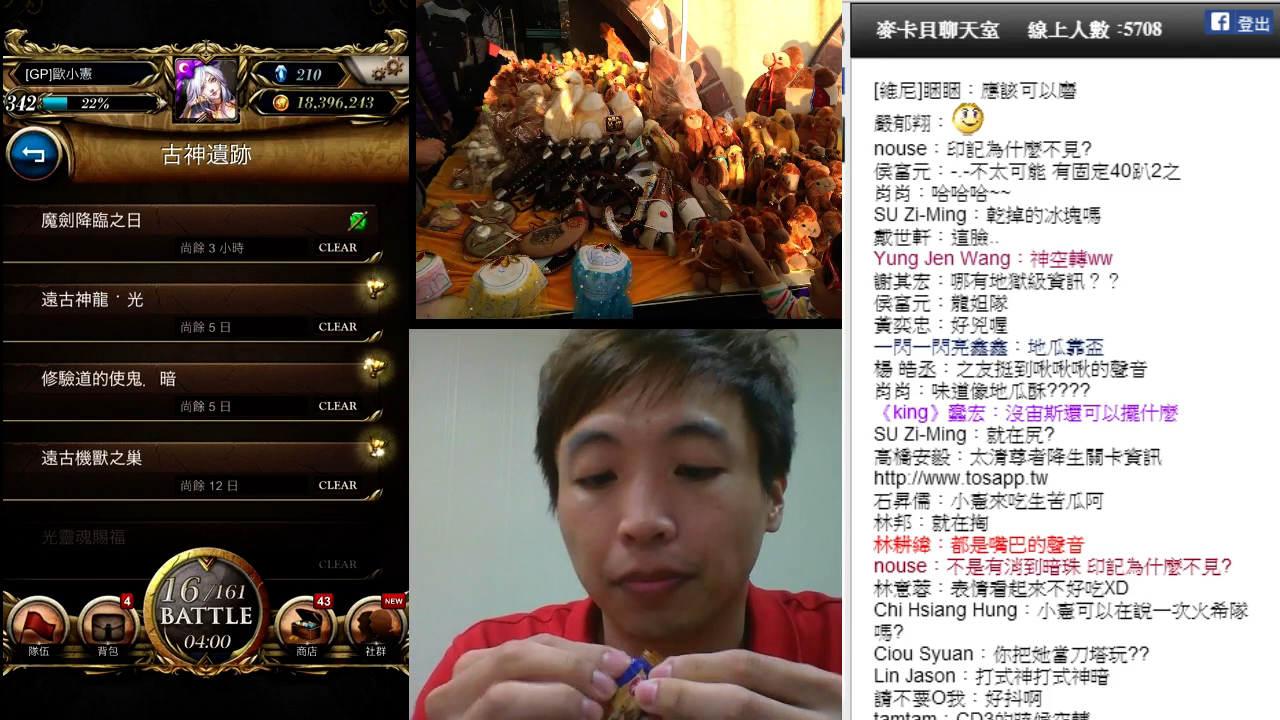 [GP]歐小憲
210
342
22%
18,396,243
古神遺跡
魔劍降臨之日
尚餘 3 小時
CLEAR
遠古神龍‧光
尚餘 5 日
CLEAR
修驗道的使鬼．暗
尚餘 5 日
CLEAR
遠古機獸之巢
尚餘 12 日
CLEAR
光靈魂賜福
CLEAR
16/161
BATTLE
04:00
4
43
NEW
隊伍
背包
商店
社群
麥卡貝聊天室 線上人數 :5708
登出
[維尼]睏睏：應該可以磨
嚴郁翔：
nouse：印記為什麼不見?
侯富元：-.-不太可能 有固定40趴2之
肖肖：哈哈哈~~
SU Zi-Ming：乾掉的冰塊嗎
戴世軒：這臉..
Yung Jen Wang：神空轉ww
謝其宏：哪有地獄級資訊？？
侯富元：龍妲隊
黃奕忠：好兇喔
一閃一閃亮鑫鑫：地瓜靠盃
楊 皓丞：之友挺到啾啾啾的聲音
肖肖：味道像地瓜酥????
《king》蠶宏：沒宙斯還可以擺什麼
SU Zi-Ming：就在尻?
高橋安毅：太清尊者降生關卡資訊
http://www.tosapp.tw
石昇儒：小憲來吃生苦瓜阿
林邦：就在掏
林耕緯：都是嘴巴的聲音
nouse：不是有消到暗珠 印記為什麼不見?
林意蓉：表情看起來不好吃XD
Chi Hsiang Hung：小憲可以在說一次火希隊
嗎?
Ciou Syuan：你把她當刀塔玩??
Lin Jason：打式神打式神暗
請不要O我：好抖啊
tamtam：CD3的時候空轉